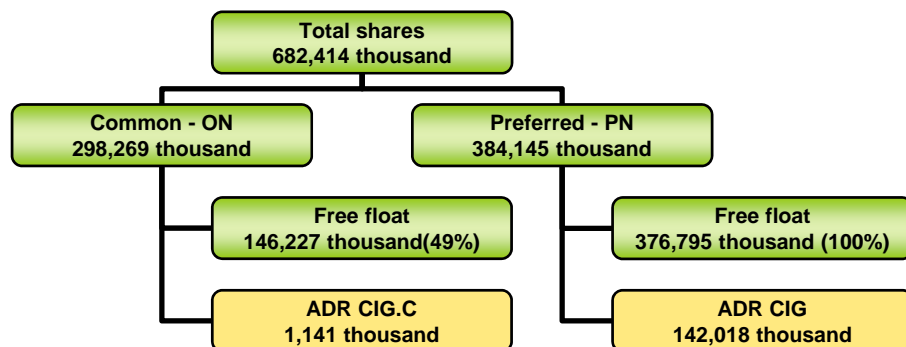 Total shares
682,414 thousand
Common - ON
298,269 thousand
Preferred - PN
384,145 thousand
Free float
146,227 thousand(49%)
Free float
376,795 thousand (100%)
ADR CIG.C
1,141 thousand
ADR CIG
142,018 thousand